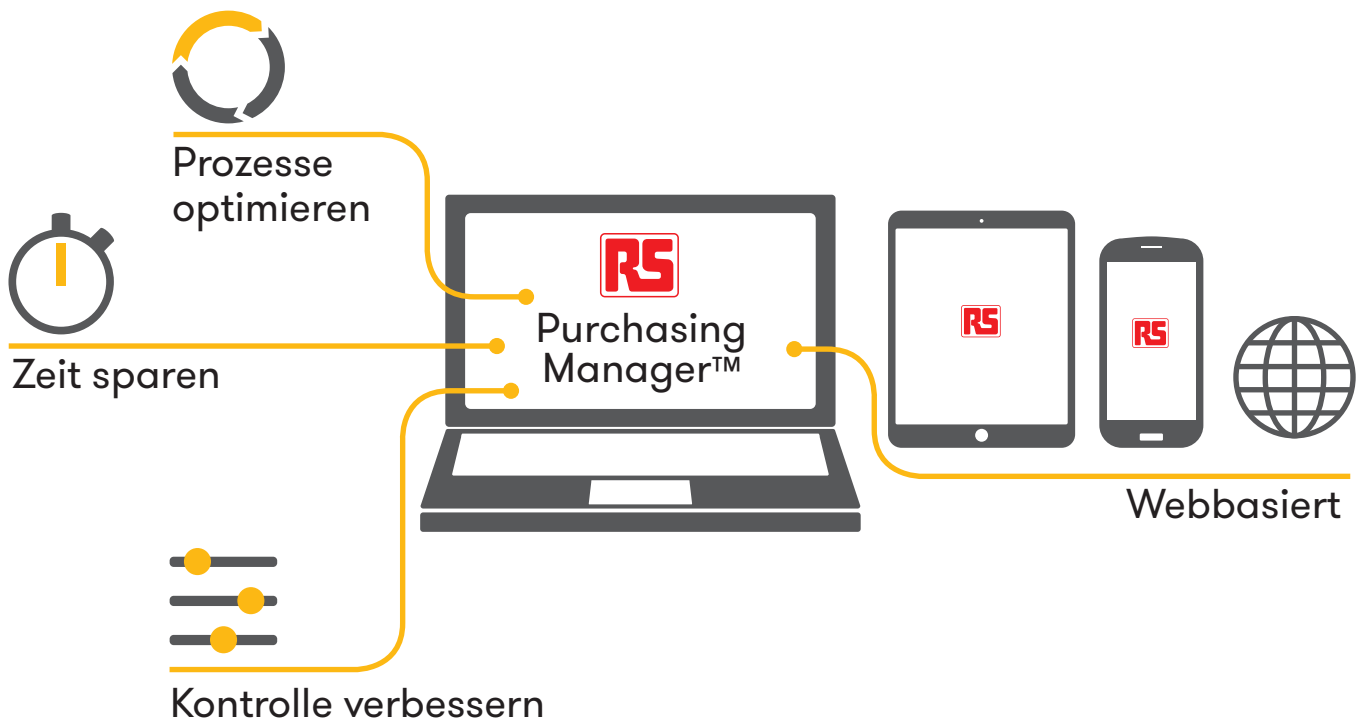 Prozesse
optimieren
RS
Purchasing
Manager™
RS
RS
Zeit sparen
Webbasiert
Kontrolle verbessern